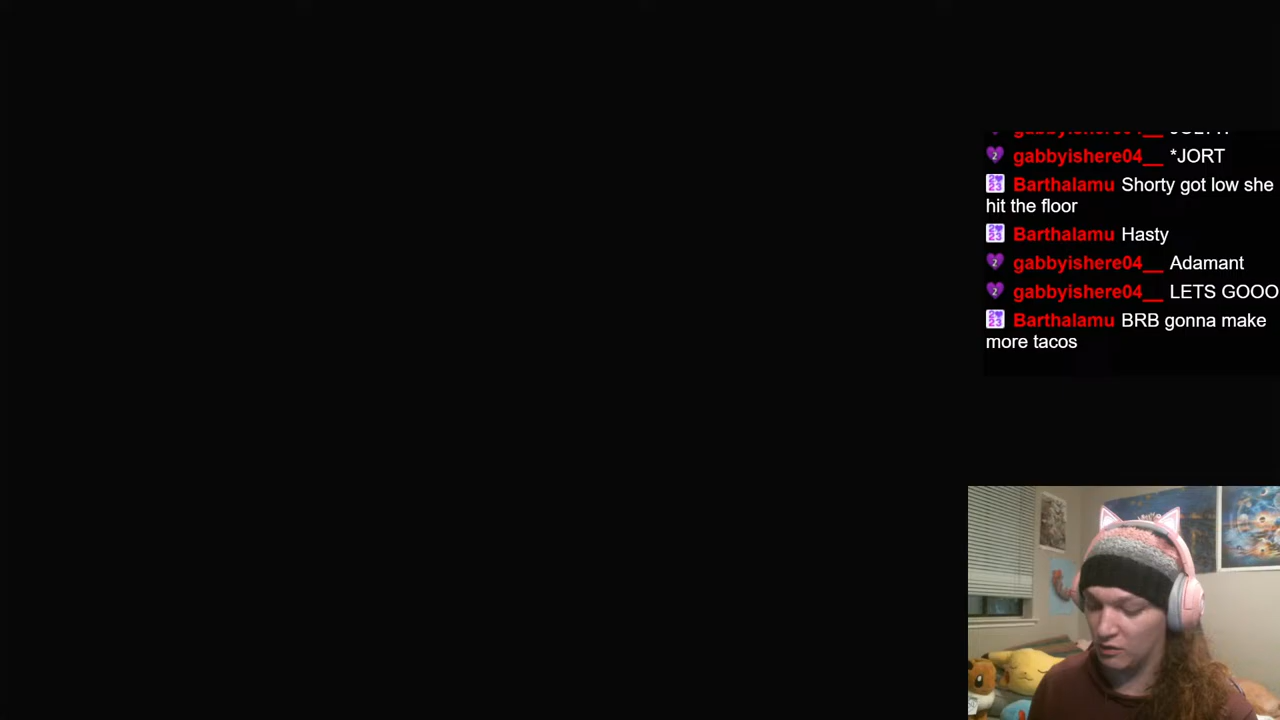 gabbyishere04__
gabbyishere04__ *JORT
Barthalamu Shorty got low she
hit the floor
Barthalamu Hasty
gabbyishere04__ Adamant
gabbyishere04__ LETS GOOO
Barthalamu BRB gonna make
more tacos